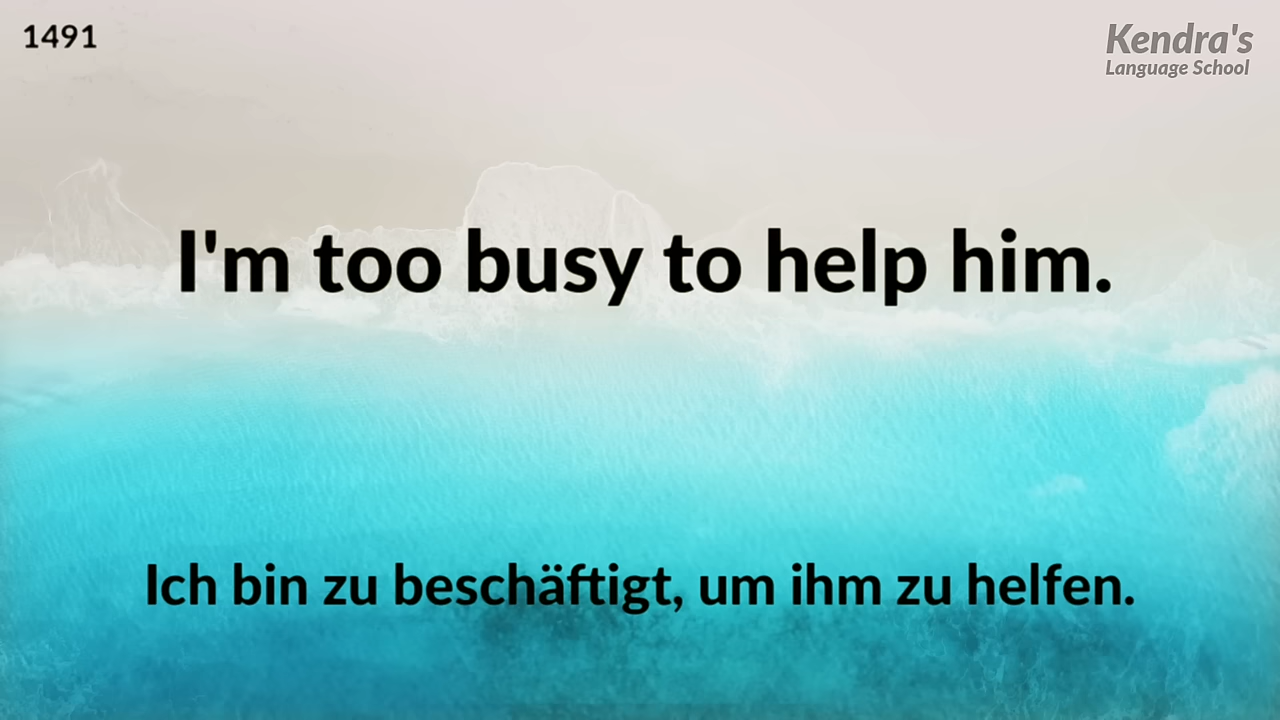 1491
Kendra's
Language School
I'm too busy to help him.
Ich bin zu beschäftigt, um ihm zu helfen.